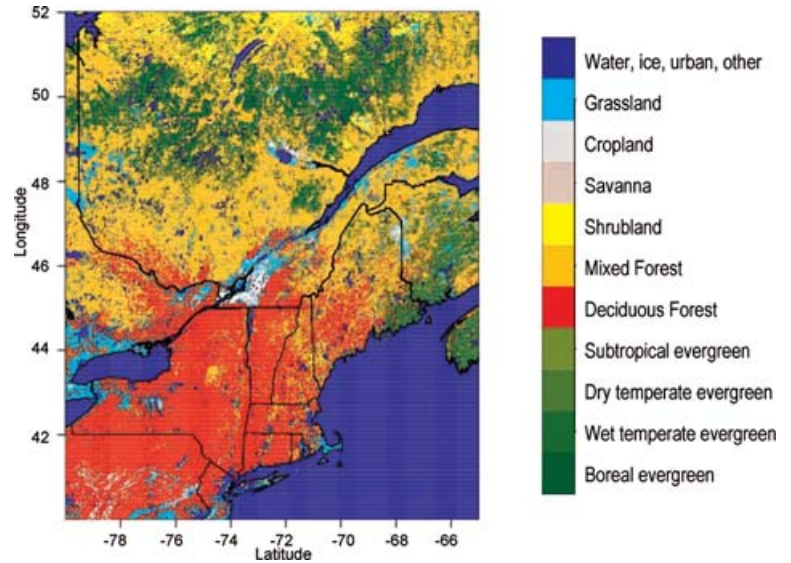 52
50
48
46
44
42
Longitude
-78
-76
-74
-72
-70
-68
-66
Latitude
Water, ice, urban, other
Grassland
Cropland
Savanna
Shrubland
Mixed Forest
Deciduous Forest
Subtropical evergreen
Dry temperate evergreen
Wet temperate evergreen
Boreal evergreen